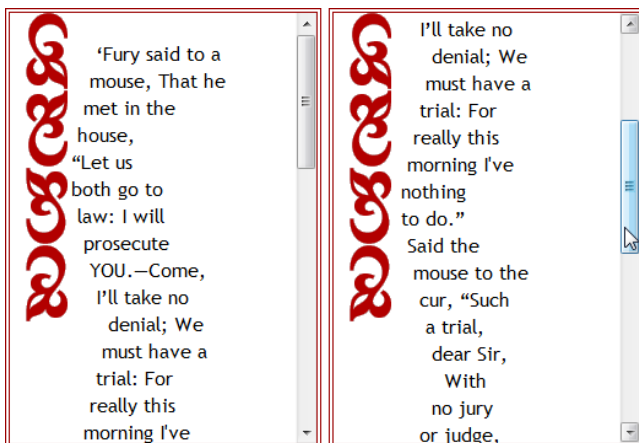 ‘Fury said to a
mouse, That he
met in the
house,
“Let us
both go to
law: I will
prosecute
YOU.—Come,
I’ll take no
denial; We
must have a
trial: For
really this
morning I've
I’ll take no
denial; We
must have a
trial: For
really this
morning I've
nothing
to do.”
Said the
mouse to the
cur, “Such
a trial,
dear Sir,
With
no jury
or judge,